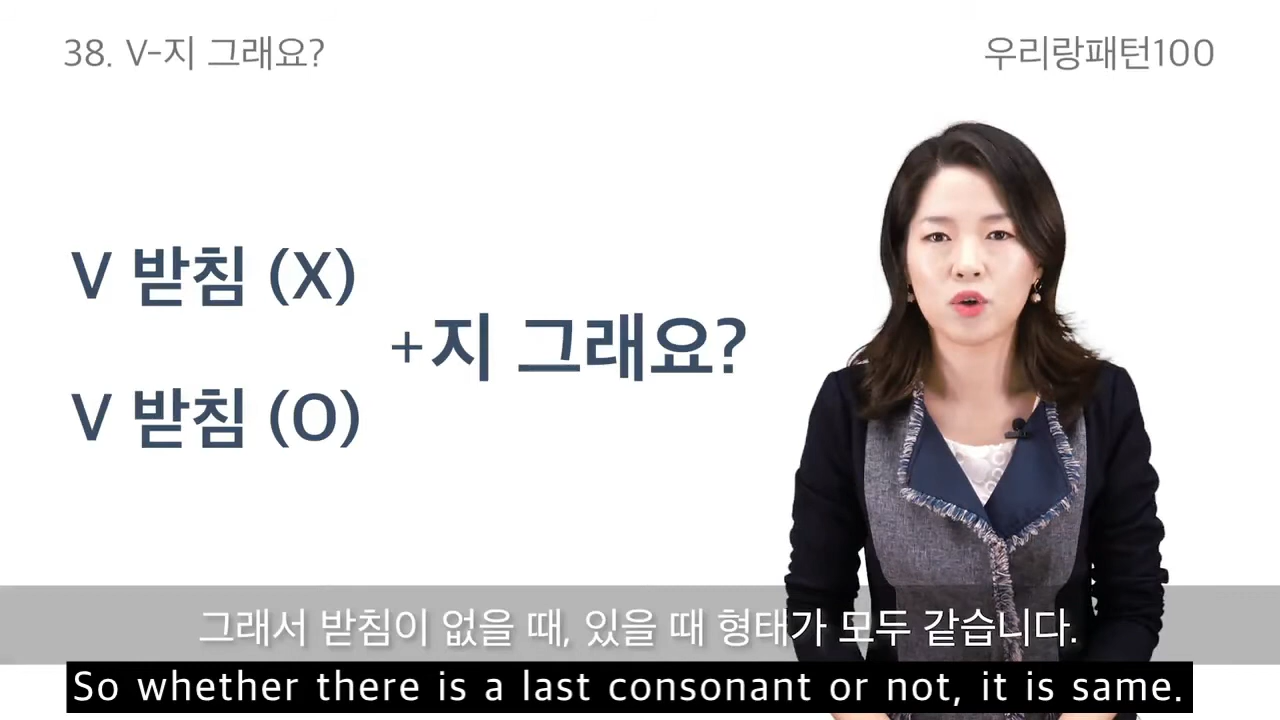 38. V-지 그래요?
우리랑패턴100
V 받침 (X)
+지 그래요?
V 받침 (O)
그래서 받침이 없을 때, 있을 때 형태가 모두 같습니다.
So whether there is a last consonant or not, it is same.